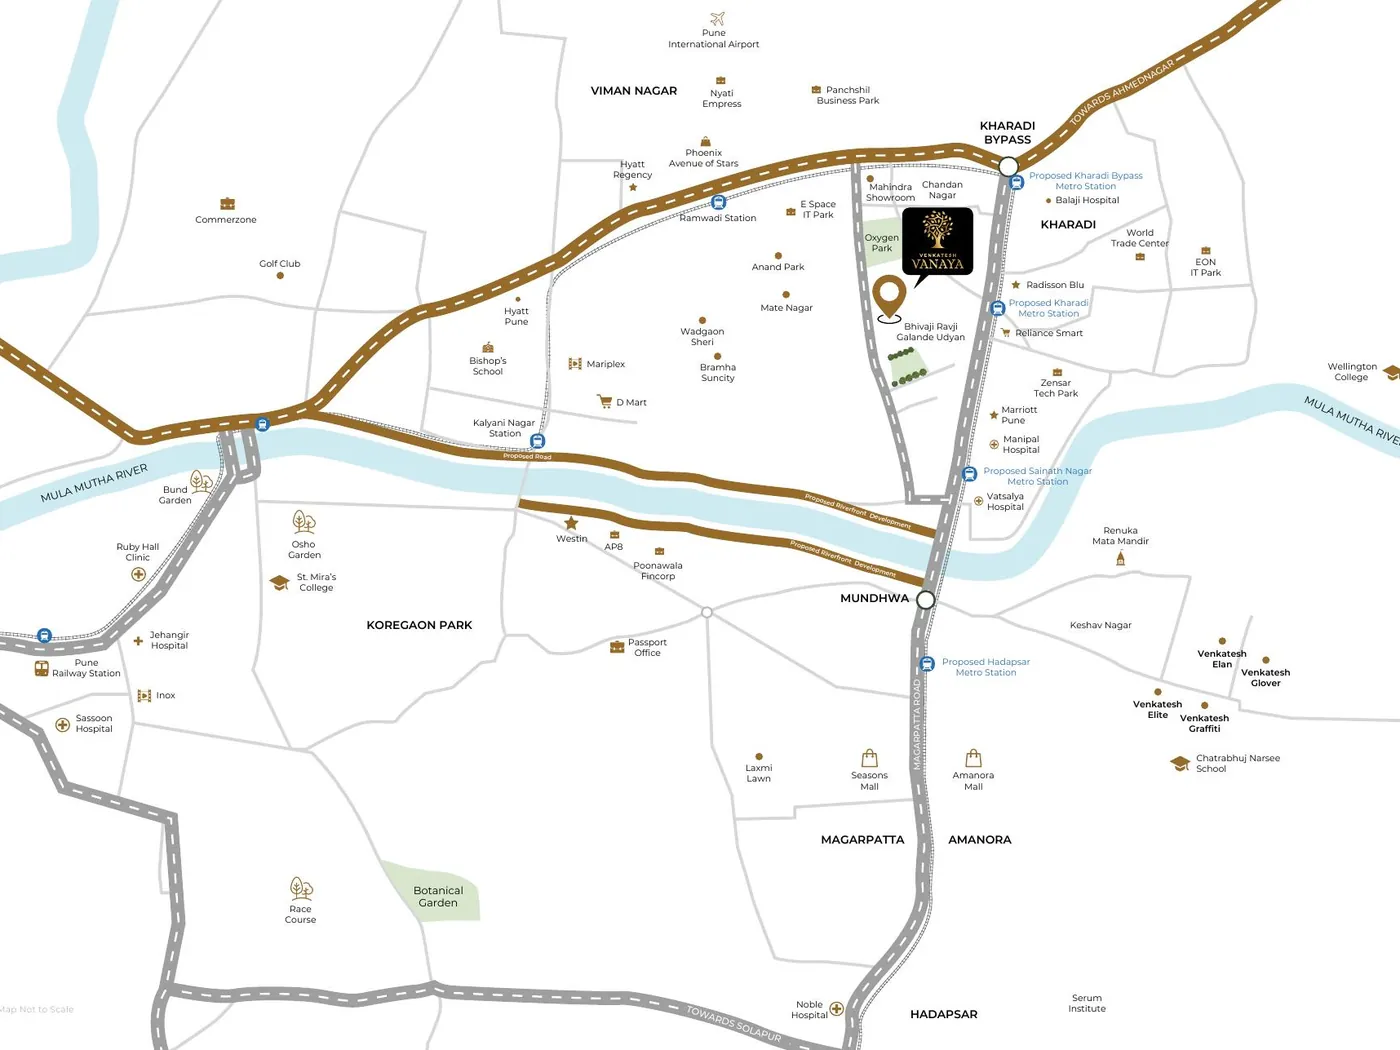 Pune
International Airport
VIMAN NAGAR
Nyati
Empress
Panchshil
Business Park
TOWARDS AHMEDNAGAR
KHARADI
BYPASS
Phoenix
Avenue of Stars
Hyatt
Regency
Proposed Kharadi Bypass
Metro Station
Mahindra
Showroom
Chandan
Nagar
Balaji Hospital
Commerzone
Ramwadi Station
E Space
IT Park
KHARADI
World
Trade Center
Oxygen
Park
VENKATESH
VANAYA
EON
IT Park
Golf Club
Anand Park
Radisson Blu
Hyatt
Pune
Mate Nagar
Proposed Kharadi
Metro Station
Wadgaon
Sheri
Bhivaji Ravji
Galande Udyan
Reliance Smart
Bishop's
School
Mariplex
Bramha
Suncity
Zensar
Tech Park
Wellington
College
D Mart
Marriott
Pune
MULA MUTHA RIVE
Kalyani Nagar
Station
Manipal
Hospital
Proposed Road
MULA MUTHA RIVER
Proposed Sainath Nagar
Metro Station
Bund
Garden
Vatsalya
Hospital
Proposed Riverfront Development
Renuka
Mata Mandir
Westin
AP8
Osho
Garden
Ruby Hall
Clinic
Proposed Riverfront Development
Poonawala
Fincorp
St. Mira's
College
MUNDHWA
KOREGAON PARK
Keshav Nagar
Jehangir
Hospital
Passport
Office
Venkatesh
Elan
Pune
Railway Station
Proposed Hadapsar
Metro Station
Venkatesh
Glover
Inox
Venkatesh
Elite
Venkatesh
Graffiti
Sassoon
Hospital
MAGARPATTA ROAD
Laxmi
Lawn
Seasons
Mall
Amanora
Mall
Chatrabhuj Narsee
School
MAGARPATTA
AMANORA
Botanical
Garden
Race
Course
Map Not to Scale
Noble
Hospital
HADAPSAR
Serum
Institute
TOWARDS SOLAPUR